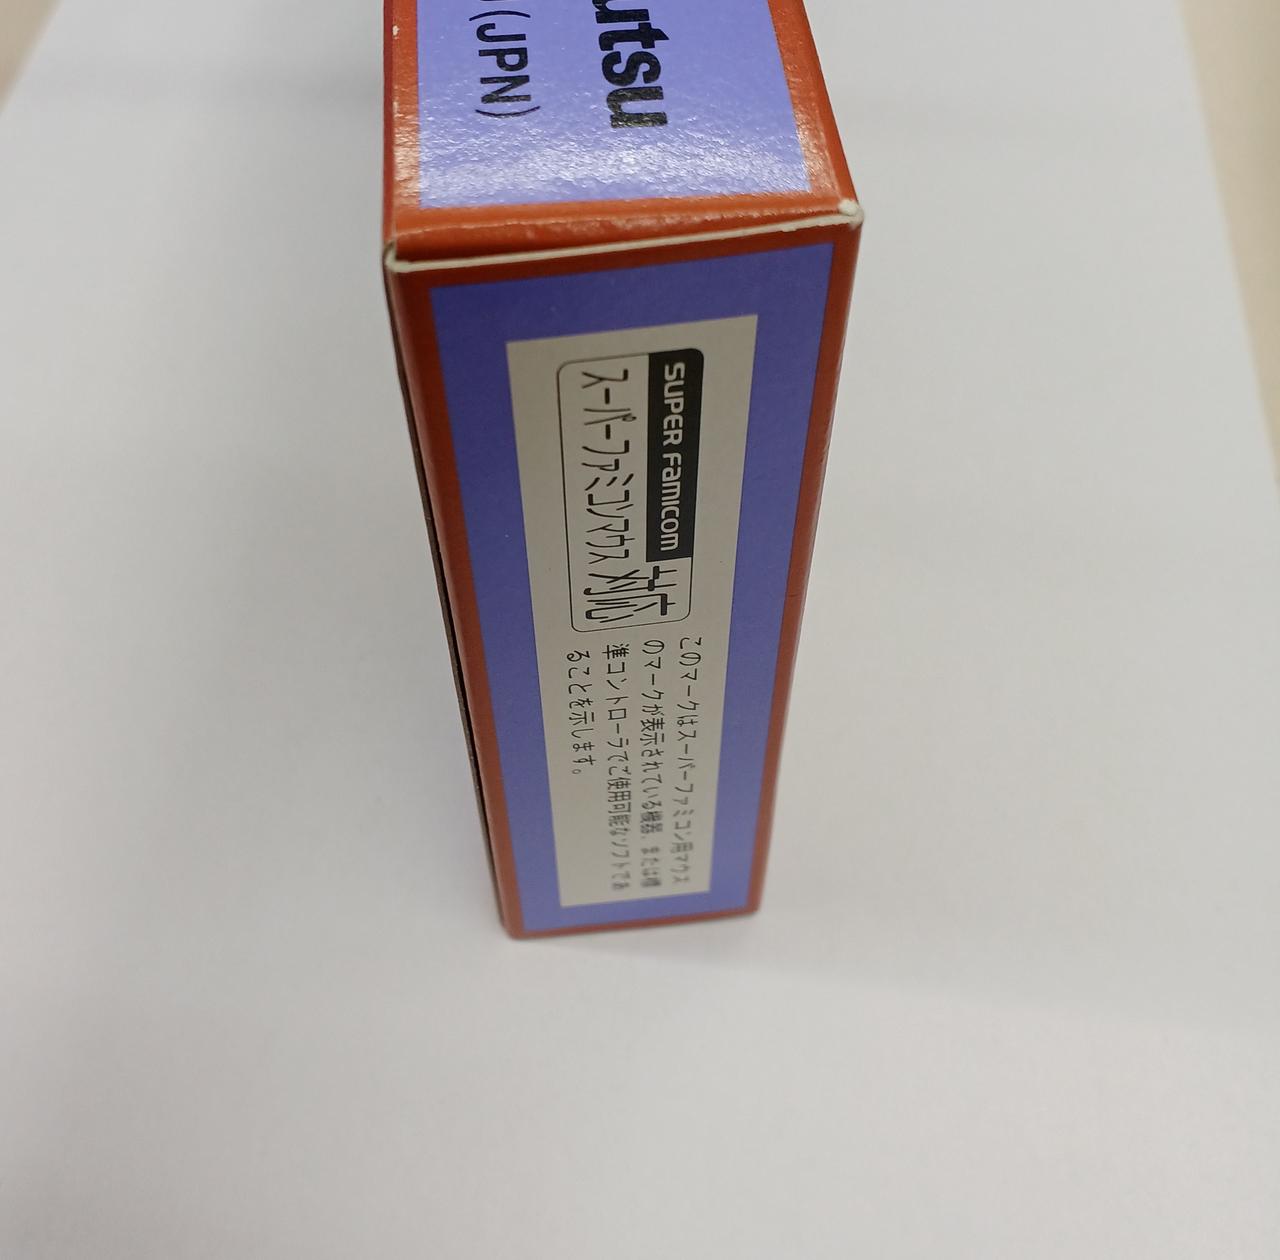 utsu
(JPN)
SUPER Famicom
スーパーファミコンマウス対応
このマークはスーパーファミコン用マウス
のマークが表示されている機器、または標
準コントローラでご使用可能なソフトであ
ることを示します。